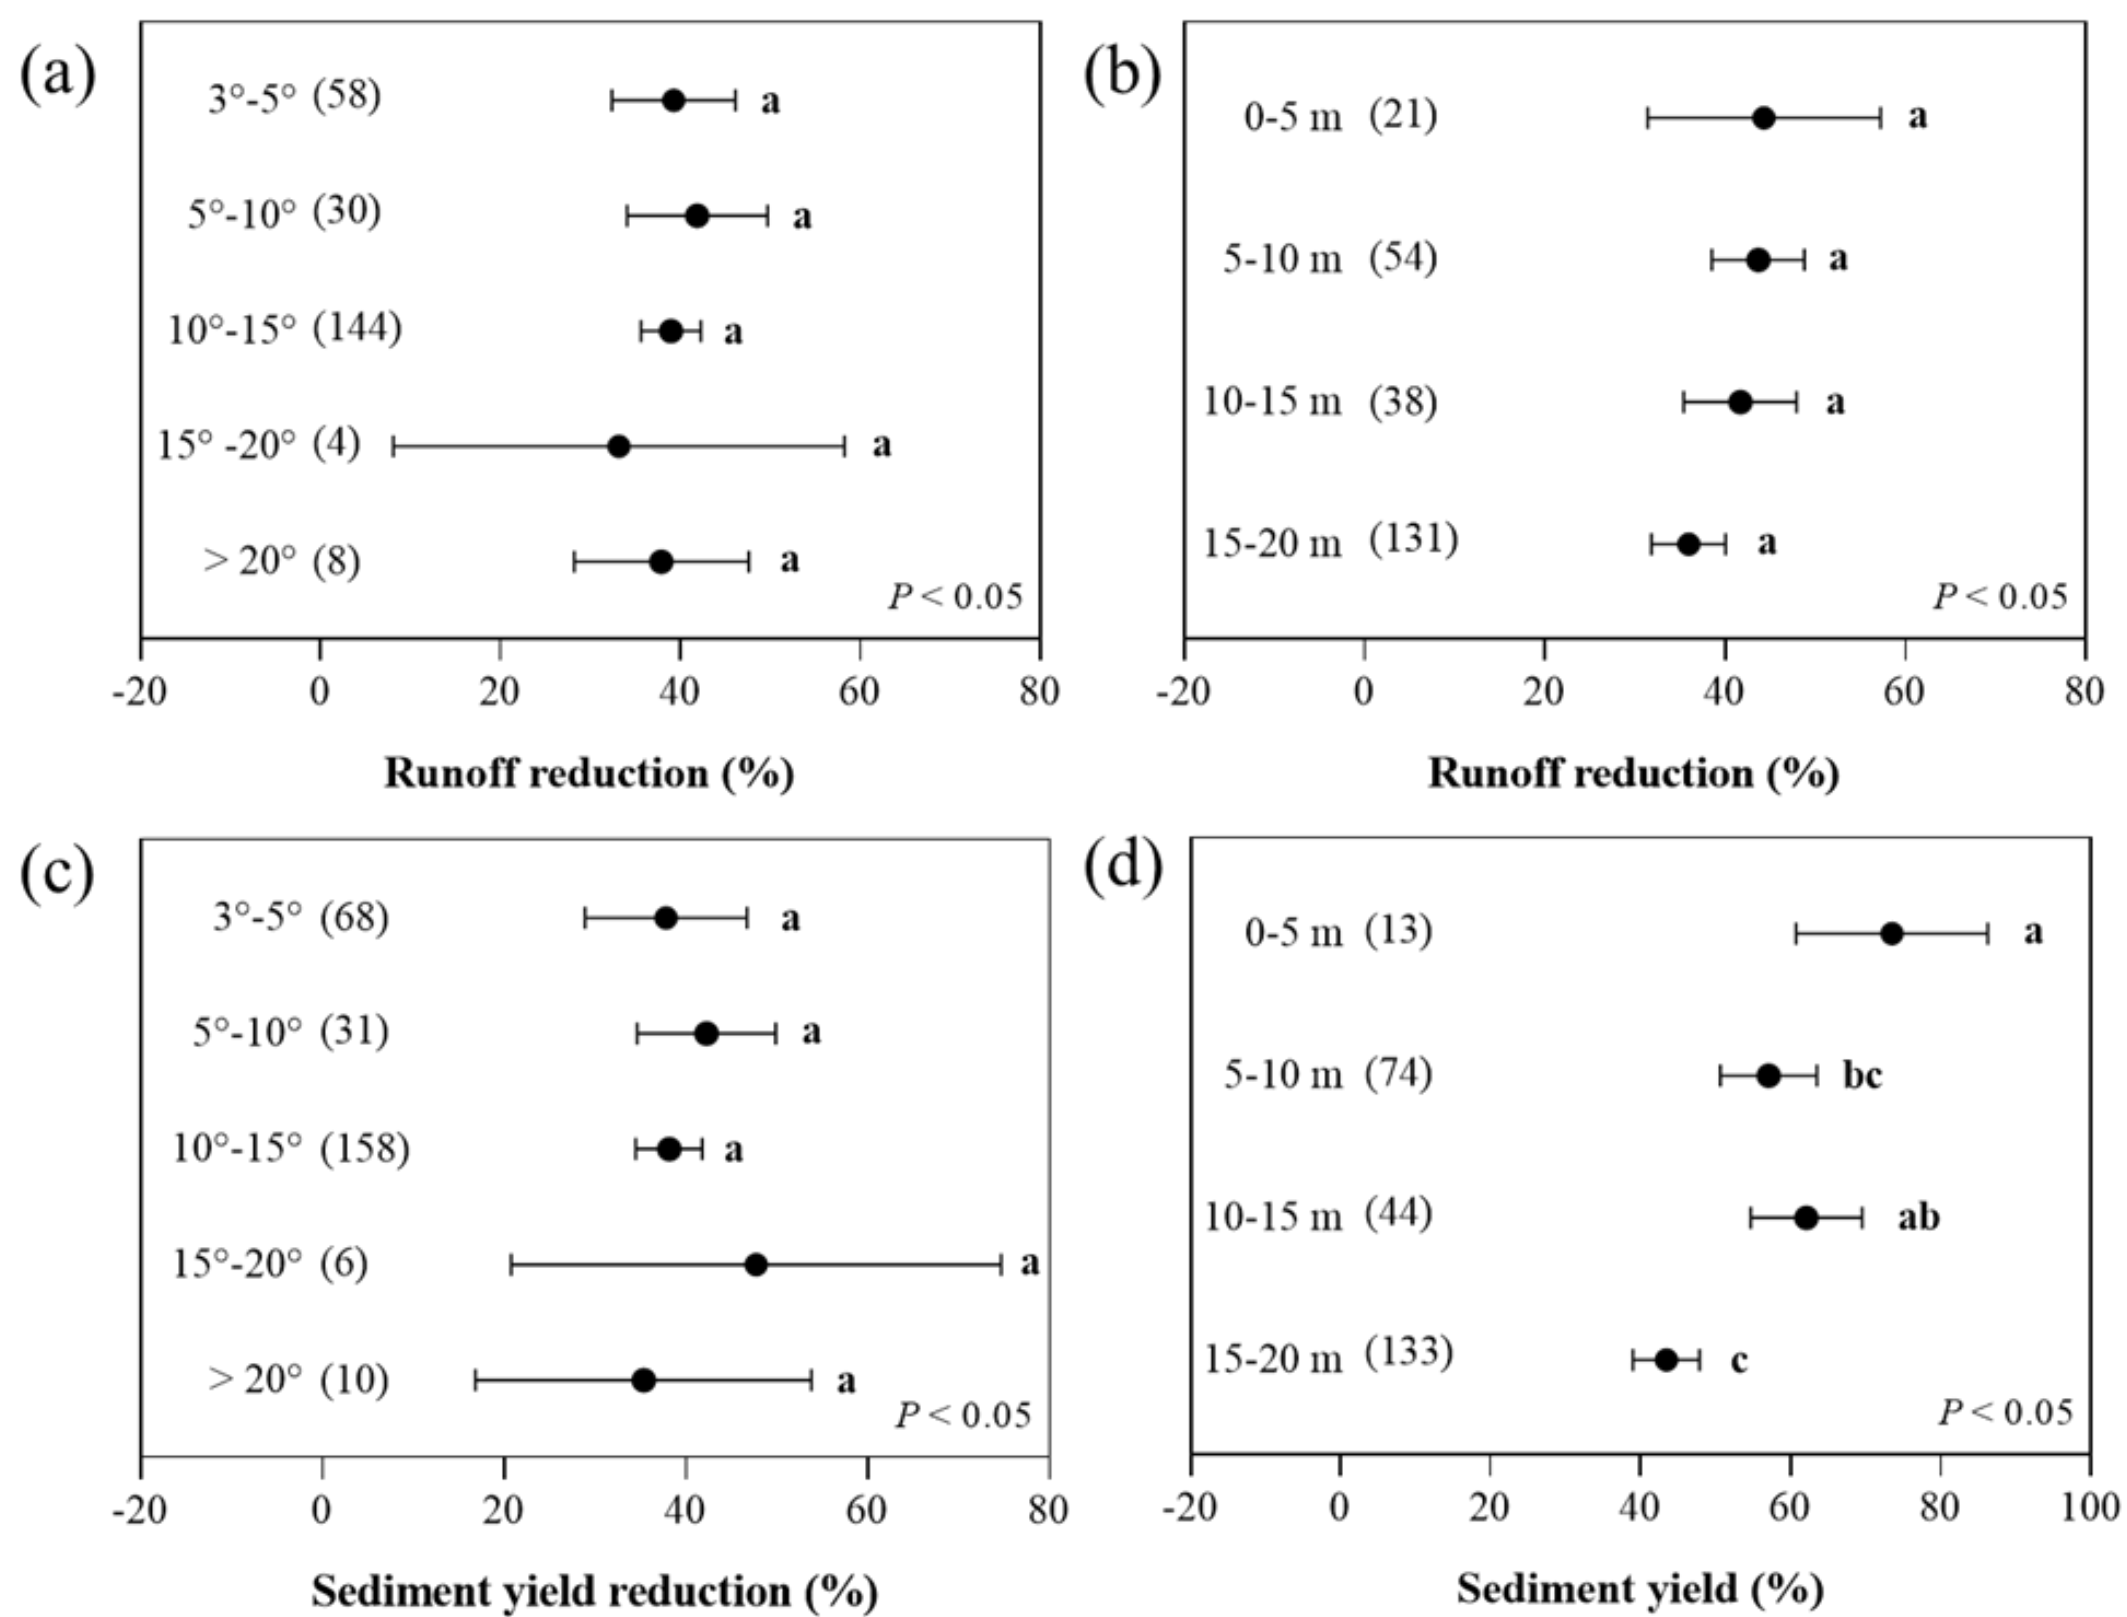 (a)
3°-5° (58) a
5°-10° (30) a
10°-15° (144) a
15° -20° (4) a
> 20° (8) a
P < 0.05
-20 0 20 40 60 80
Runoff reduction (%)
(b)
0-5 m (21) a
5-10 m (54) a
10-15 m (38) a
15-20 m (131) a
P < 0.05
-20 0 20 40 60 80
Runoff reduction (%)
(c)
3°-5° (68) a
5°-10° (31) a
10°-15° (158) a
15°-20° (6) a
> 20° (10) a
P < 0.05
-20 0 20 40 60 80
Sediment yield reduction (%)
(d)
0-5 m (13) a
5-10 m (74) bc
10-15 m (44) ab
15-20 m (133) c
P < 0.05
-20 0 20 40 60 80 100
Sediment yield (%)